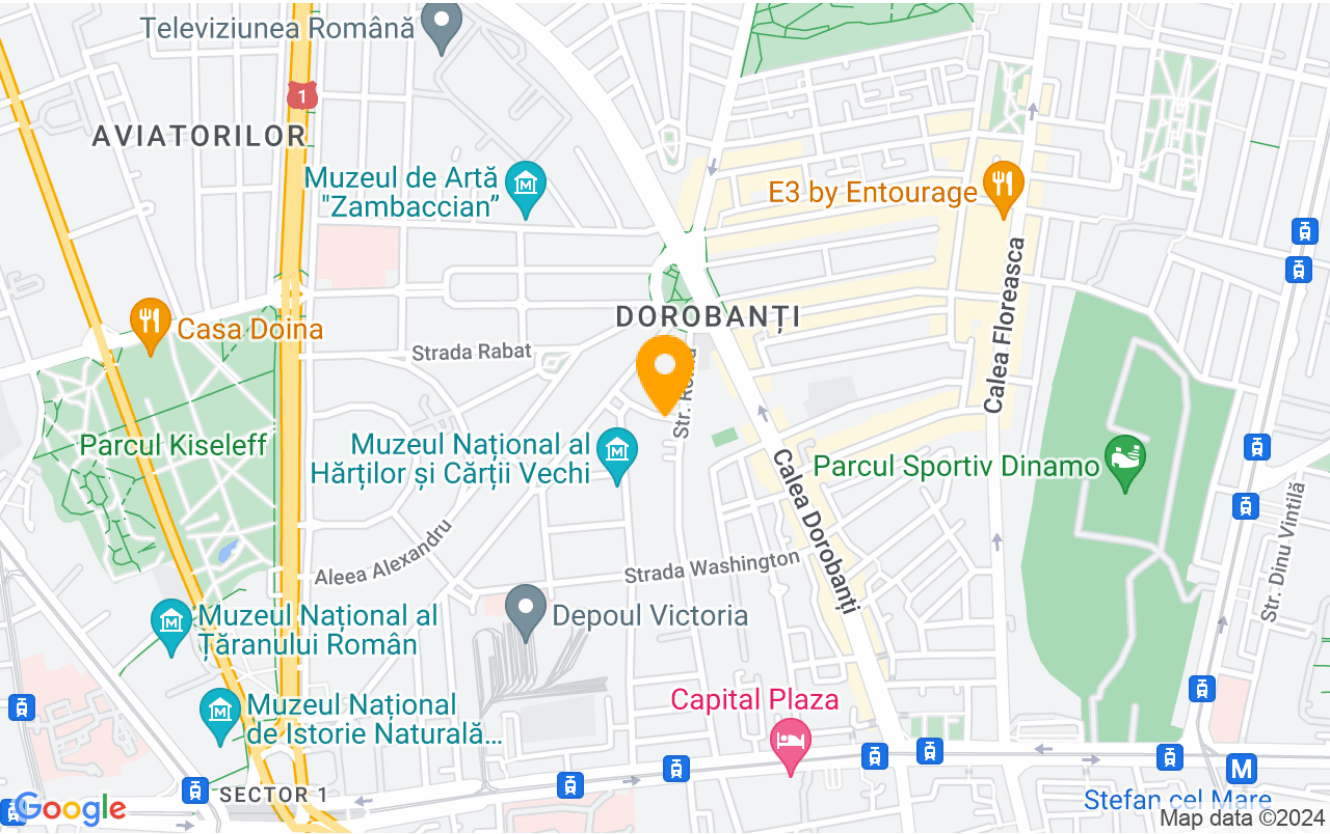 Televiziunea Română
1
AVIATORILOR
Muzeul de Artă
"Zambaccian”
E3 by Entourage
Calea Floreasca
DOROBANȚI
Casa Doina
Strada Rabat
Str. Roma
Parcul Kiseleff
Muzeul Național al
Hărților și Cărții Vechi
Calea Dorobanți
Parcul Sportiv Dinamo
Str. Dinu Vintilă
Aleea Alexandru
Strada Washington
Muzeul Național al
Țăranului Român
Depoul Victoria
Muzeul Național
de Istorie Naturală...
Capital Plaza
M
SECTOR 1
Stefan cel Mare
Google
Map data ©2024